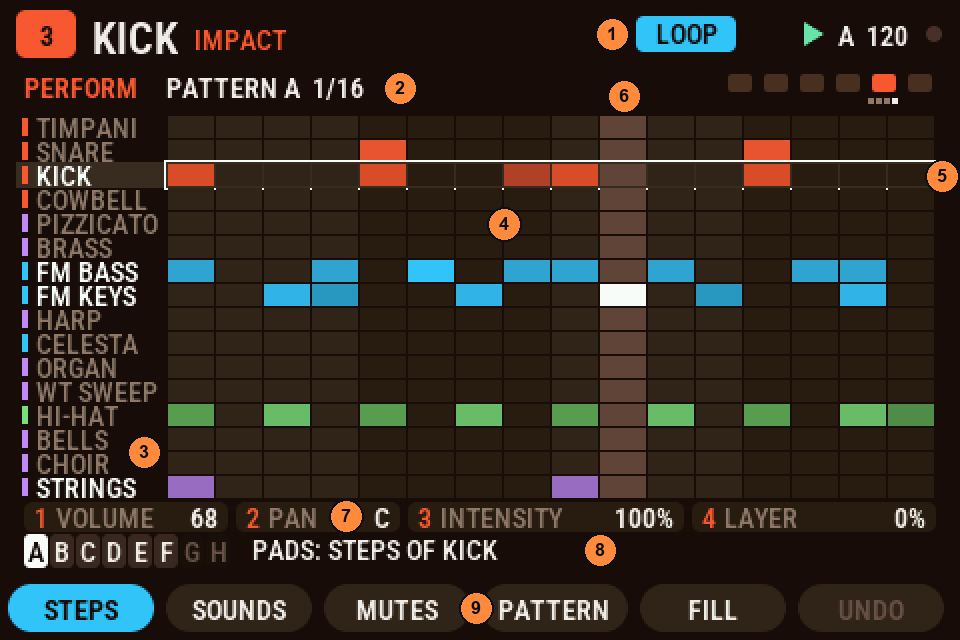 3 KICK IMPACT 1 LOOP A 120
PERFORM PATTERN A 1/16 2
6
TIMPANI
SNARE
KICK 5
COWBELL
PIZZICATO 4
BRASS
FM BASS
FM KEYS
HARP
CELESTA
ORGAN
WT SWEEP
HI-HAT
BELLS
CHOIR 3
STRINGS
1 VOLUME 68 2 PAN 7 C 3 INTENSITY 100% 4 LAYER 0%
A B C D E F G H PADS: STEPS OF KICK 8
STEPS SOUNDS MUTES 9 PATTERN FILL UNDO